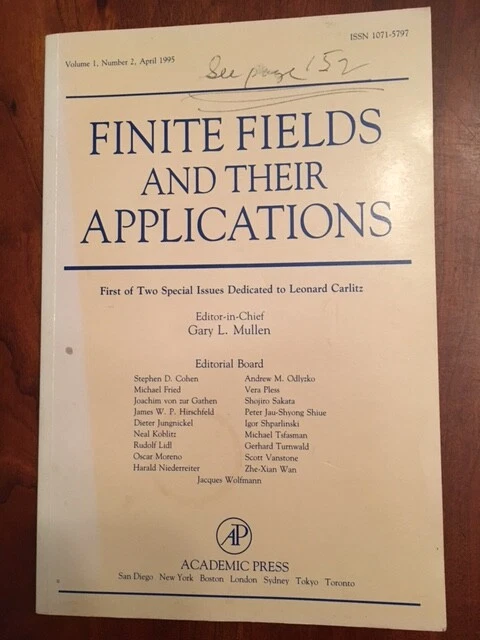 ISSN 1071-5797
Volume 1, Number 2, April 1995
See page 152
FINITE FIELDS
AND THEIR
APPLICATIONS
First of Two Special Issues Dedicated to Leonard Carlitz
Editor-in-Chief
Gary L. Mullen
Editorial Board
Stephen D. Cohen
Michael Fried
Joachim von zur Gathen
James W. P. Hirschfeld
Dieter Jungnickel
Neal Koblitz
Rudolf Lidl
Oscar Moreno
Harald Niederreiter
Andrew M. Odlyzko
Vera Pless
Shojiro Sakata
Peter Jau-Shyong Shiue
Igor Shparlinski
Michael Tsfasman
Gerhard Turnwald
Scott Vanstone
Zhe-Xian Wan
Jacques Wolfmann
AP
ACADEMIC PRESS
San Diego New York Boston London Sydney Tokyo Toronto